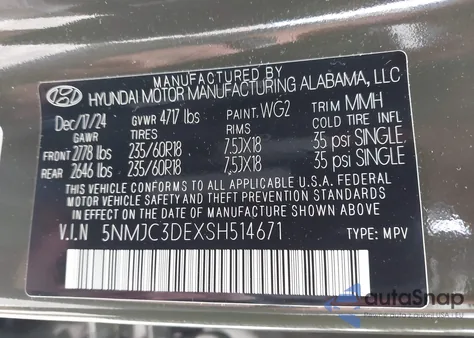 MANUFACTURED BY
HYUNDAI MOTOR MANUFACTURING ALABAMA, LLC
Dec/17/24 GVWR 4717 lbs PAINT: WG2 TRIM MMH
GAWR TIRES RIMS COLD TIRE INFL
FRONT 2778 lbs 235/60R18 7,5JX18 35 psi SINGLE
REAR 2646 lbs 235/60R18 7,5JX18 35 psi SINGLE
THIS VEHICLE CONFORMS TO ALL APPLICABLE U.S.A. FEDERAL
MOTOR VEHICLE SAFETY AND THEFT PREVENTION STANDARDS
IN EFFECT ON THE DATE OF MANUFACTURE SHOWN ABOVE.
V.I.N 5NMJC3DEXSH514671 TYPE: MPV
autoSnap